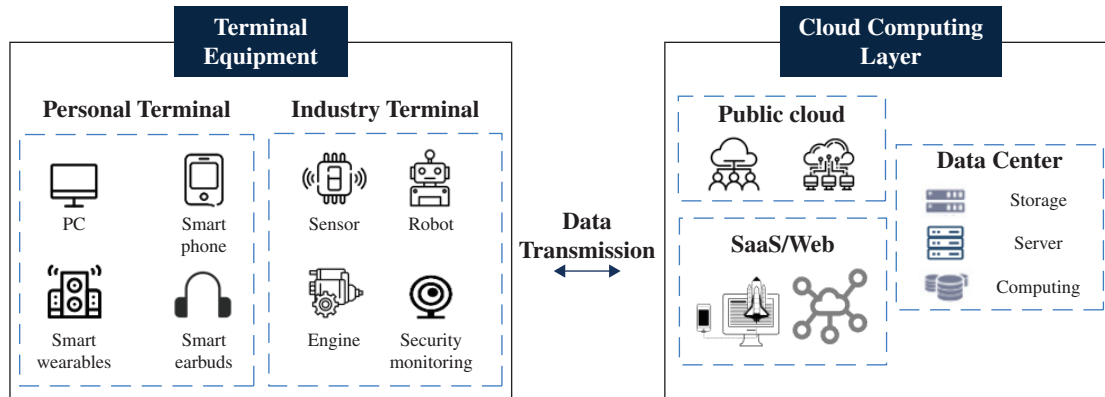 Terminal
Equipment
Personal Terminal
Industry Terminal
PC
Smart
phone
Sensor
Robot
Smart
wearables
Smart
earbuds
Engine
Security
monitoring
Data
Transmission
Cloud Computing
Layer
Public cloud
SaaS/Web
Data Center
Storage
Server
Computing